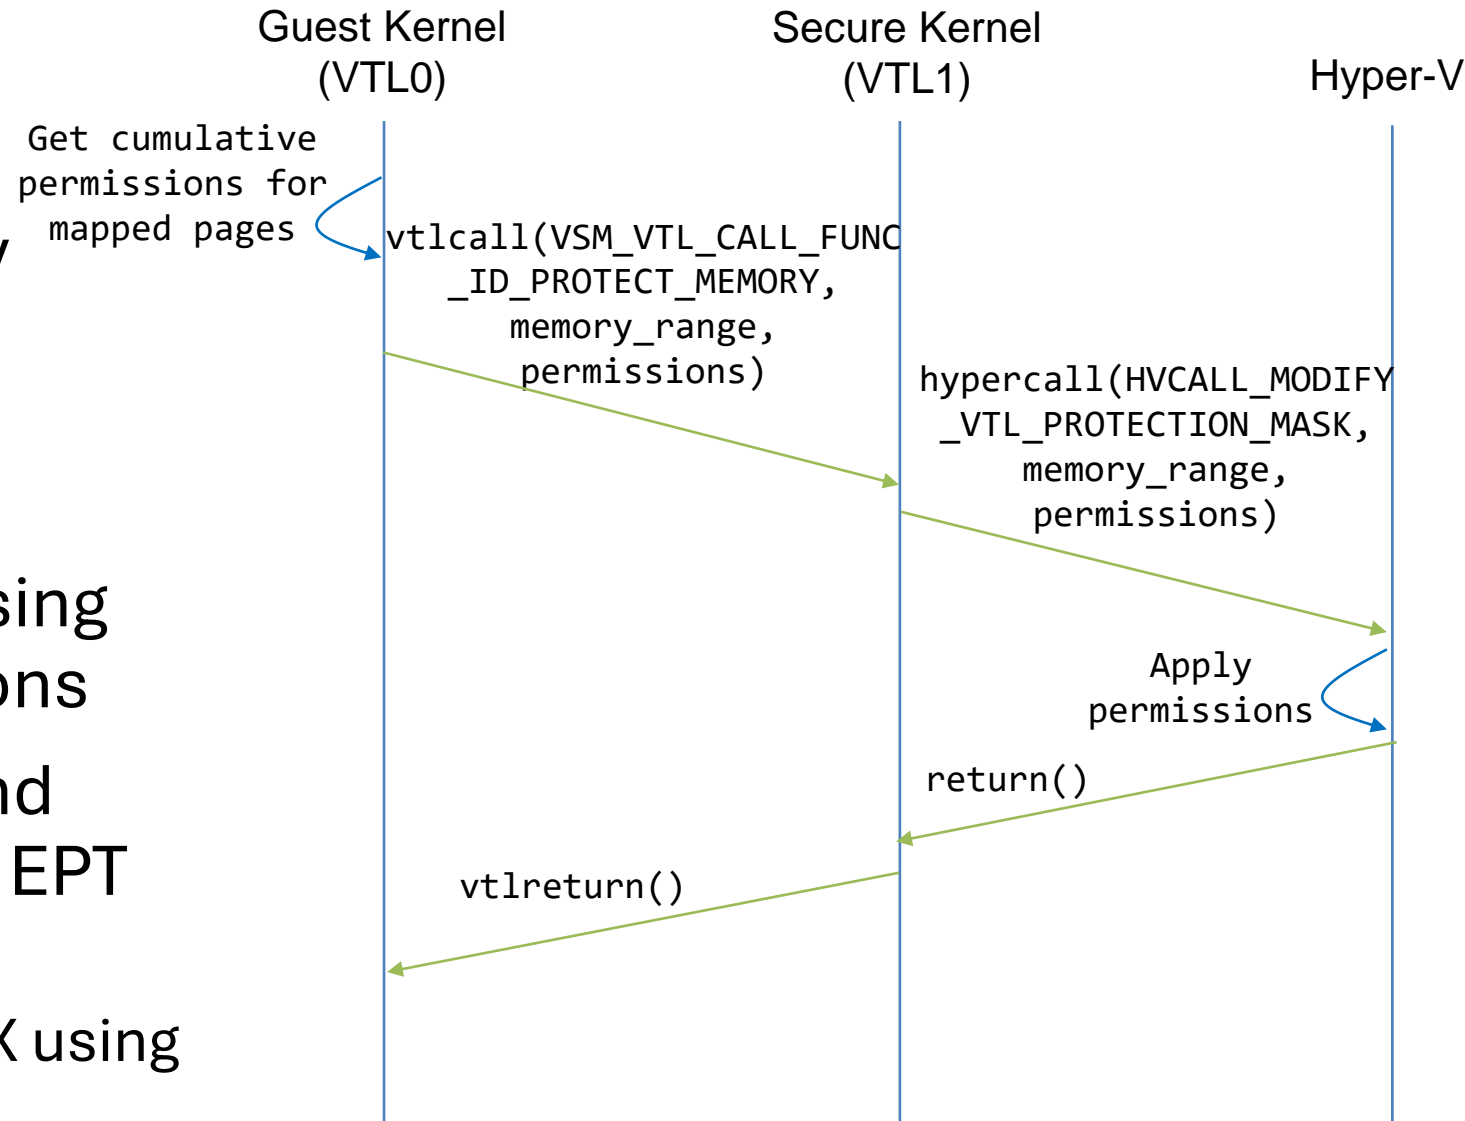 Guest Kernel
(VTL0)
Secure Kernel
(VTL1)
Hyper-V
Get cumulative
permissions for
mapped pages
vtlcall(VSM_VTL_CALL_FUNC
_ID_PROTECT_MEMORY,
memory_range,
permissions)
hypercall(HVCALL_MODIFY
_VTL_PROTECTION_MASK,
memory_range,
permissions)
Apply
permissions
return()
vtlreturn()
sing
ons
nd
EPT
X using